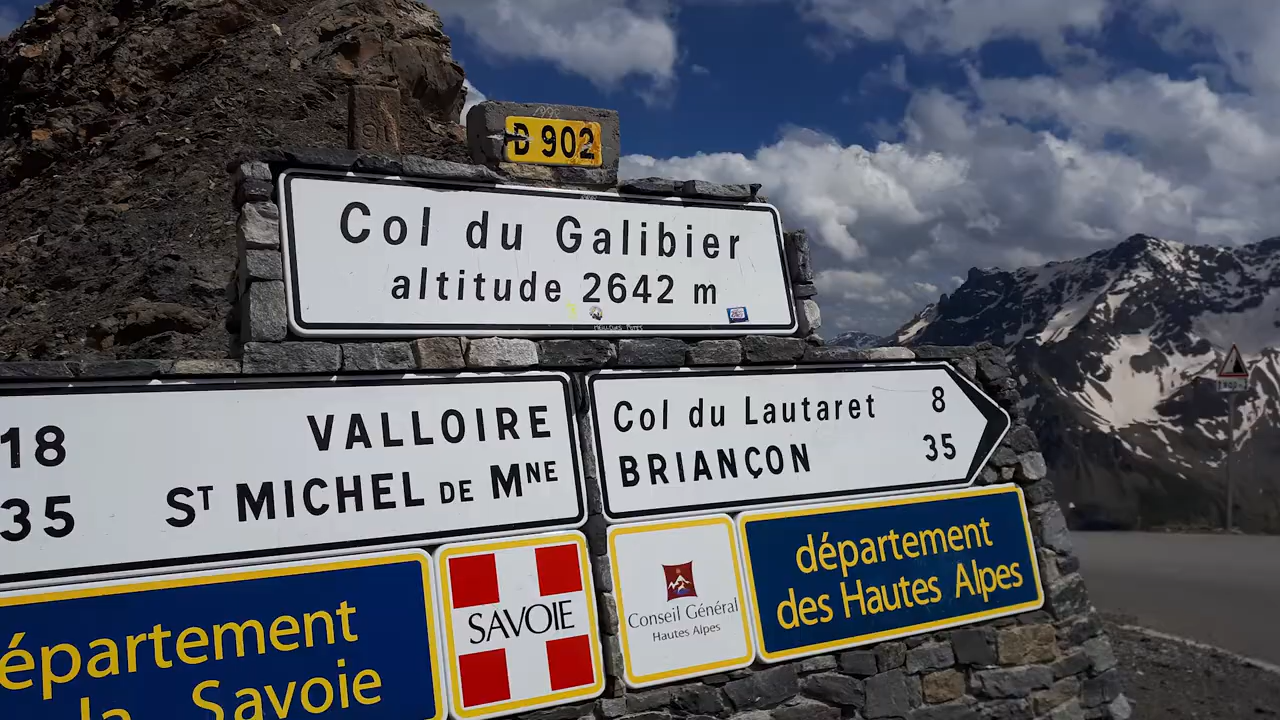 D 902
Col du Galibier
altitude 2642 m
18 VALLOIRE
35 ST MICHEL DE MNE
Col du Lautaret 8
BRIANÇON 35
épartement
la Savoie
SAVOIE
Conseil Général
Hautes Alpes
département
des Hautes Alpes